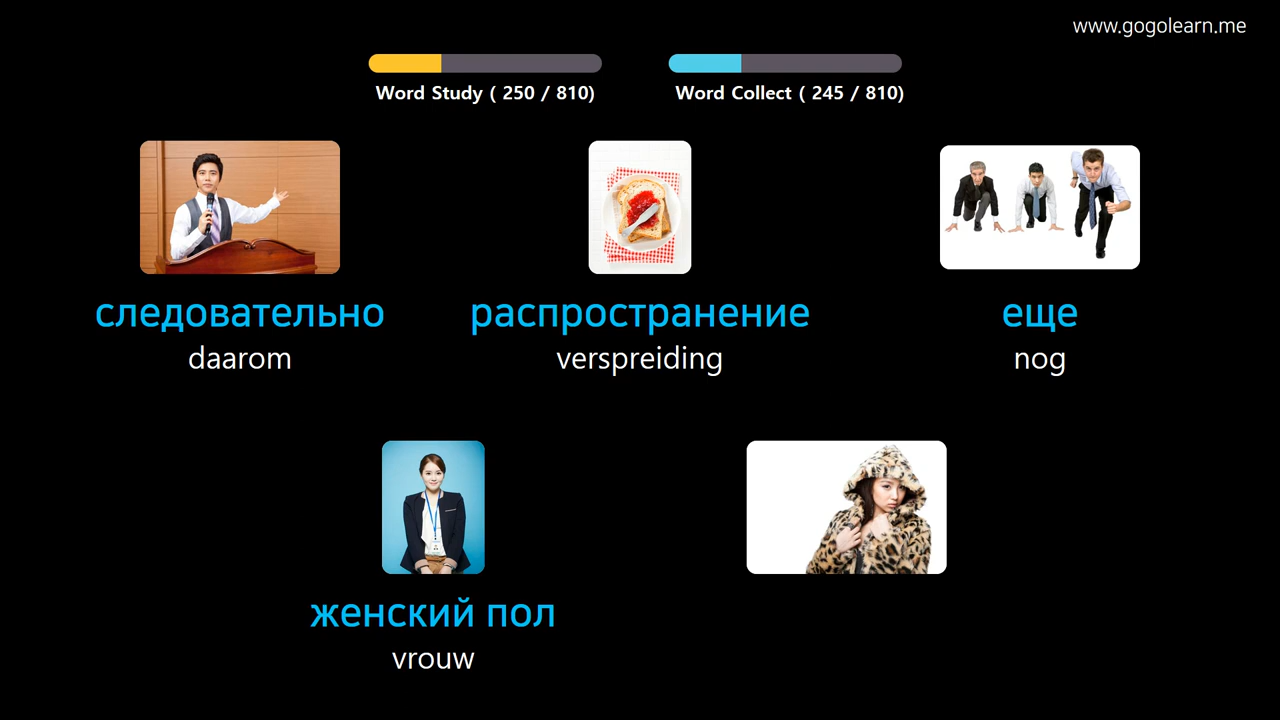 www.gogolearn.me
Word Study ( 250 / 810)
Word Collect ( 245 / 810)
следовательно
daarom
распространение
verspreiding
еще
nog
женский пол
vrouw